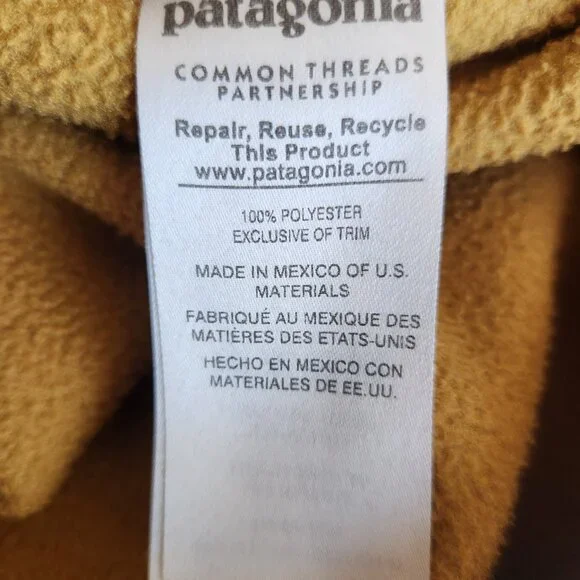 patagonia
COMMON THREADS
PARTNERSHIP
Repair, Reuse, Recycle
This Product
www.patagonia.com
100% POLYESTER
EXCLUSIVE OF TRIM
MADE IN MEXICO OF U.S.
MATERIALS
FABRIQUÉ AU MEXIQUE DES
MATIÈRES DES ETATS-UNIS
HECHO EN MEXICO CON
MATERIALES DE EE.UU.